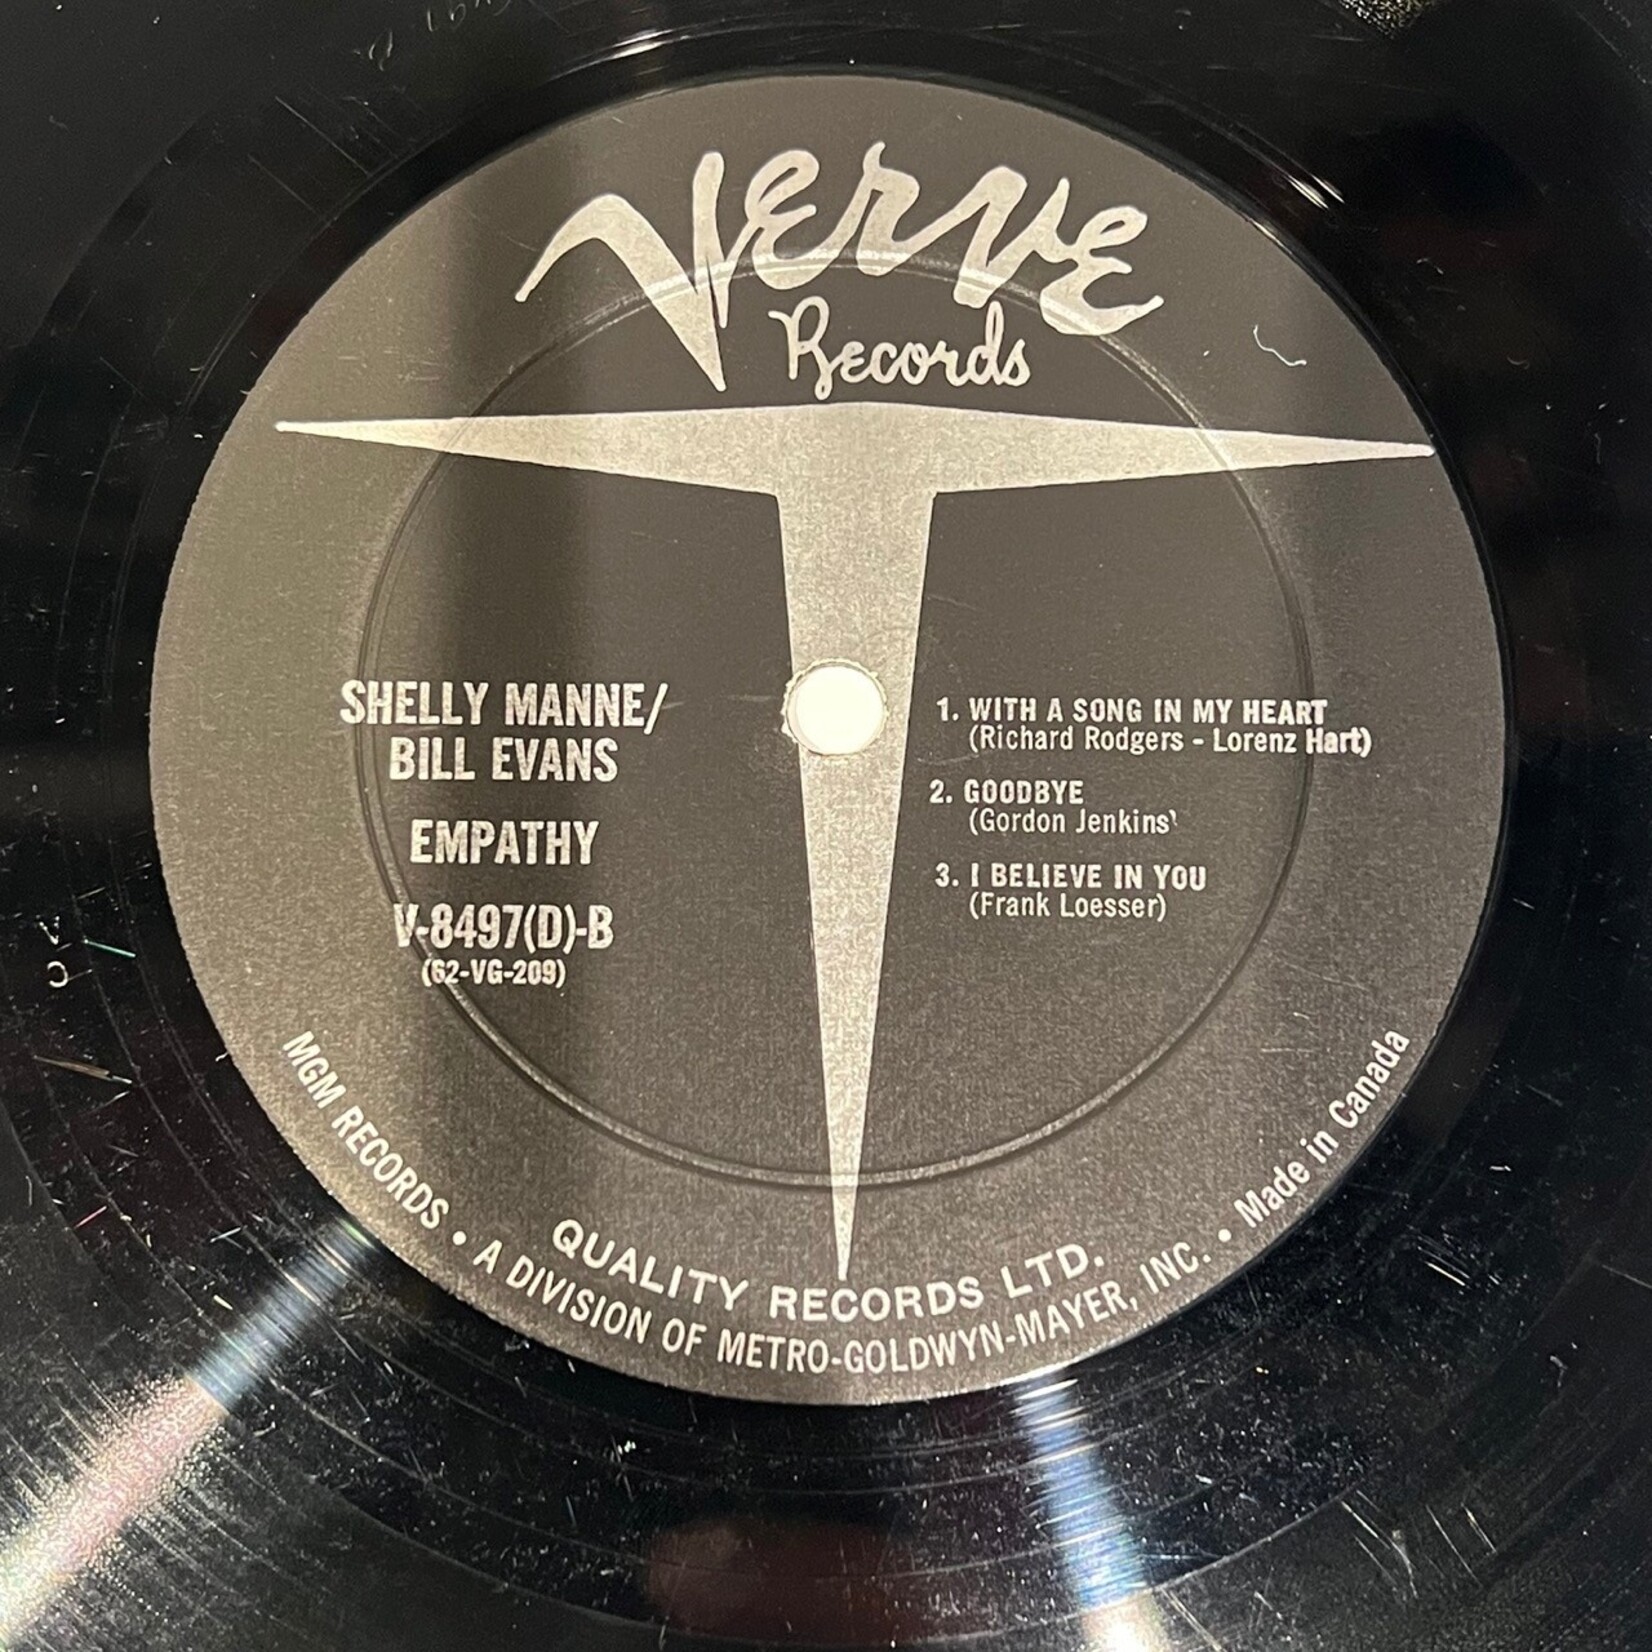 Verve
Records
SHELLY MANNE/
BILL EVANS
EMPATHY
V-8497(D)-B
(62-VG-209)
1. WITH A SONG IN MY HEART
(Richard Rodgers - Lorenz Hart)
2. GOODBYE
(Gordon Jenkins)
3. I BELIEVE IN YOU
(Frank Loesser)
QUALITY RECORDS LTD.
MGM RECORDS • A DIVISION OF METRO-GOLDWYN-MAYER, INC. • Made in Canada